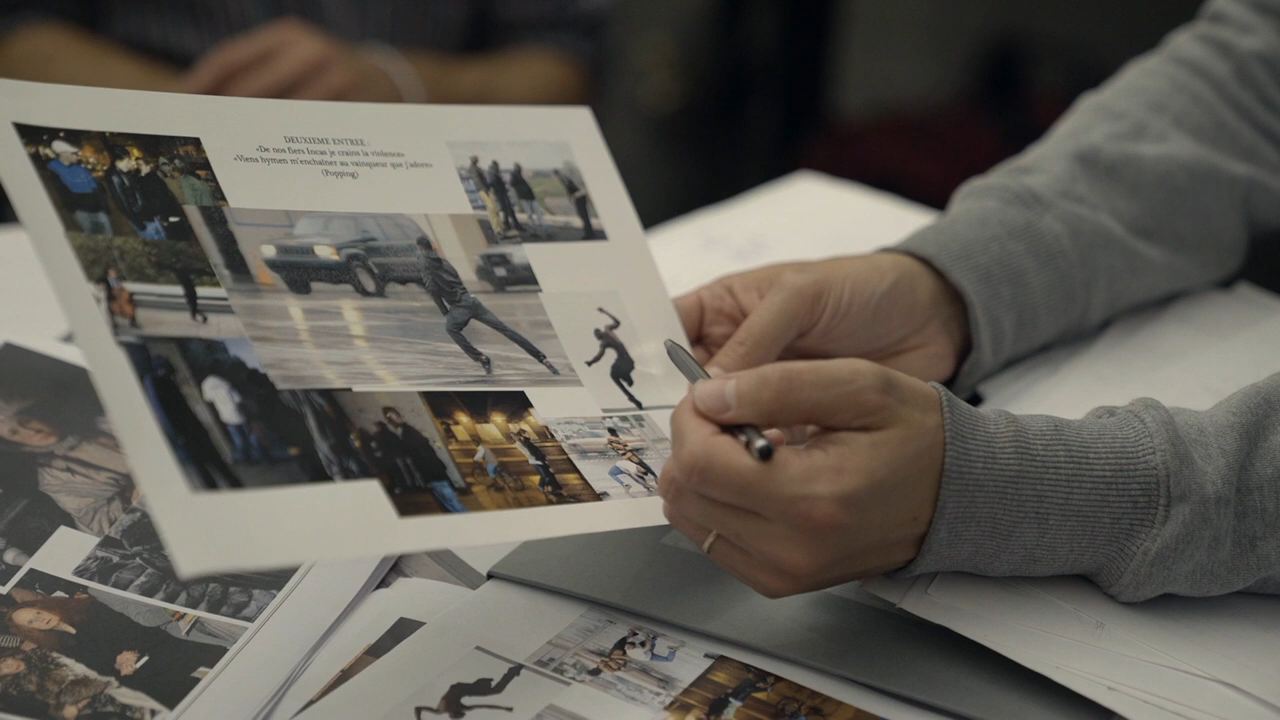 DEUXIEME ENTREE :
«De nos fiers Incas je crains la violence»
«Viens hymen m'enchaîner au vainqueur que j'adore»
(Popping)